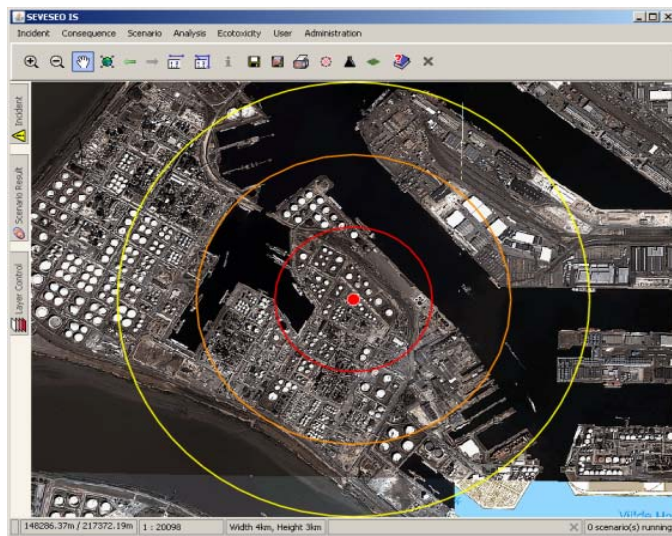 SEVESEO IS
Incident Consequence Scenario Analysis Ecotoxicity User Administration
Incident
Scenario Result
Layer Control
148286.37m / 217372.19m 1 : 20098 Width 4km, Height 3km 0 scenario(s) running